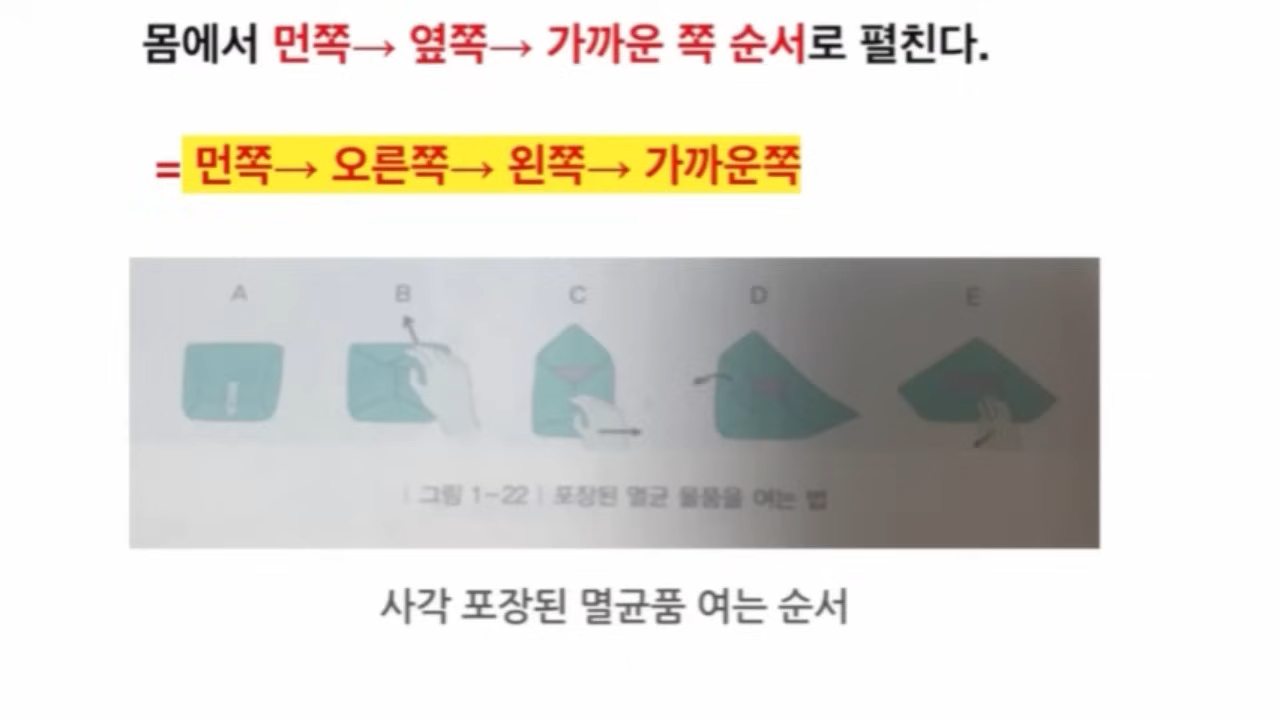 몸에서 먼쪽→ 옆쪽→ 가까운 쪽 순서로 펼친다.
= 먼쪽→ 오른쪽→ 왼쪽→ 가까운쪽
A B C D E
| 그림 1-22 | 포장된 멸균 물품을 여는 법
사각 포장된 멸균품 여는 순서